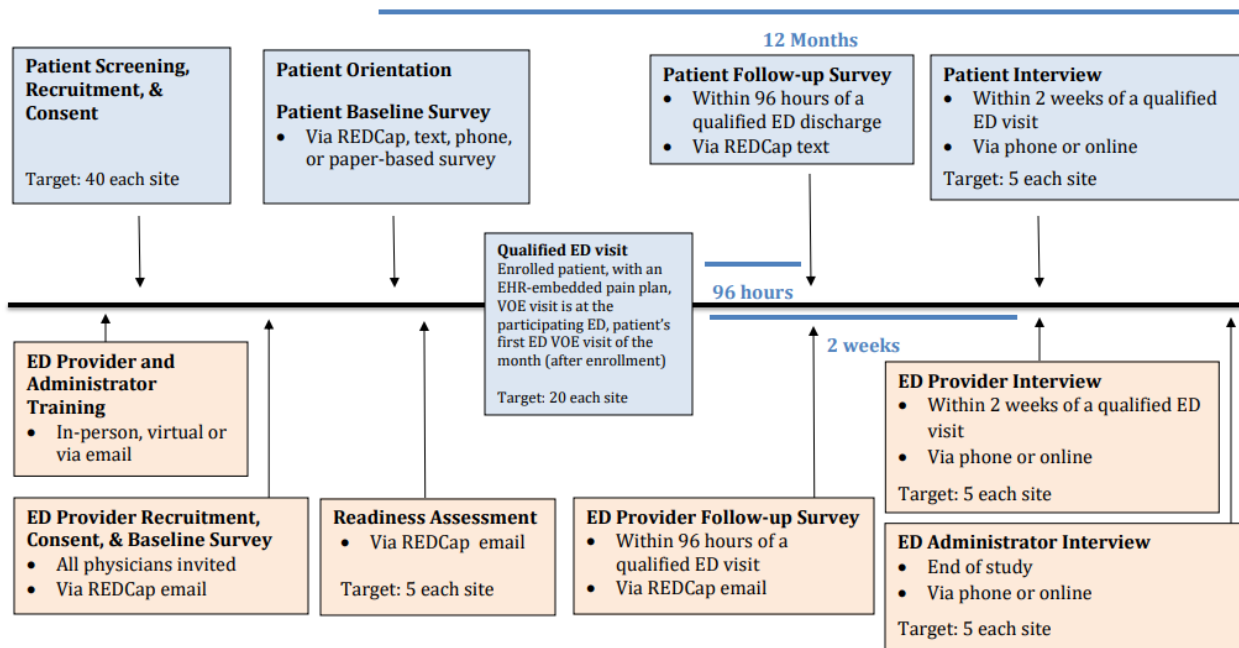 12 Months
Patient Screening,
Recruitment, &
Consent
Target: 40 each site
Patient Orientation
Patient Baseline Survey
• Via REDCap, text, phone,
or paper-based survey
Patient Follow-up Survey
• Within 96 hours of a
qualified ED discharge
• Via REDCap text
Patient Interview
• Within 2 weeks of a qualified
ED visit
• Via phone or online
Target: 5 each site
Qualified ED visit
Enrolled patient, with an
EHR-embedded pain plan,
VOE visit is at the
participating ED, patient’s
first ED VOE visit of the
month (after enrollment)
Target: 20 each site
96 hours
2 weeks
ED Provider and
Administrator
Training
• In-person, virtual or
via email
ED Provider Recruitment,
Consent, & Baseline Survey
• All physicians invited
• Via REDCap email
Readiness Assessment
• Via REDCap email
Target: 5 each site
ED Provider Follow-up Survey
• Within 96 hours of a
qualified ED visit
• Via REDCap email
ED Provider Interview
• Within 2 weeks of a qualified ED
visit
• Via phone or online
Target: 5 each site
ED Administrator Interview
• End of study
• Via phone or online
Target: 5 each site